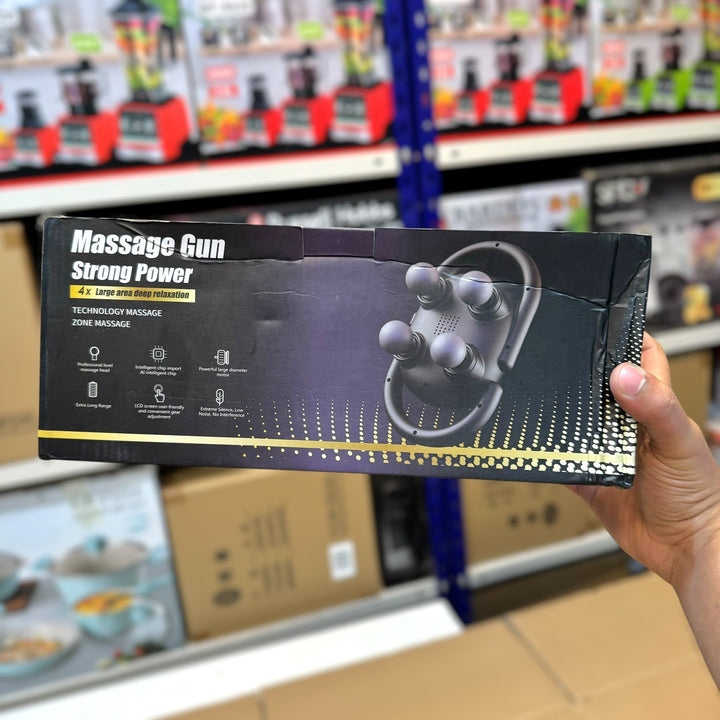 Massage Gun
Strong Power
4x Large area deep relaxation
TECHNOLOGY MASSAGE
ZONE MASSAGE
Professional-level
massage head
Intelligent chip import
AI intelligent chip
Powerful large diameter
motor
Extra Long Range
LCD screen user-friendly
and convenient gear
adjustment
Extreme Silence, Low
Noise, No Interference